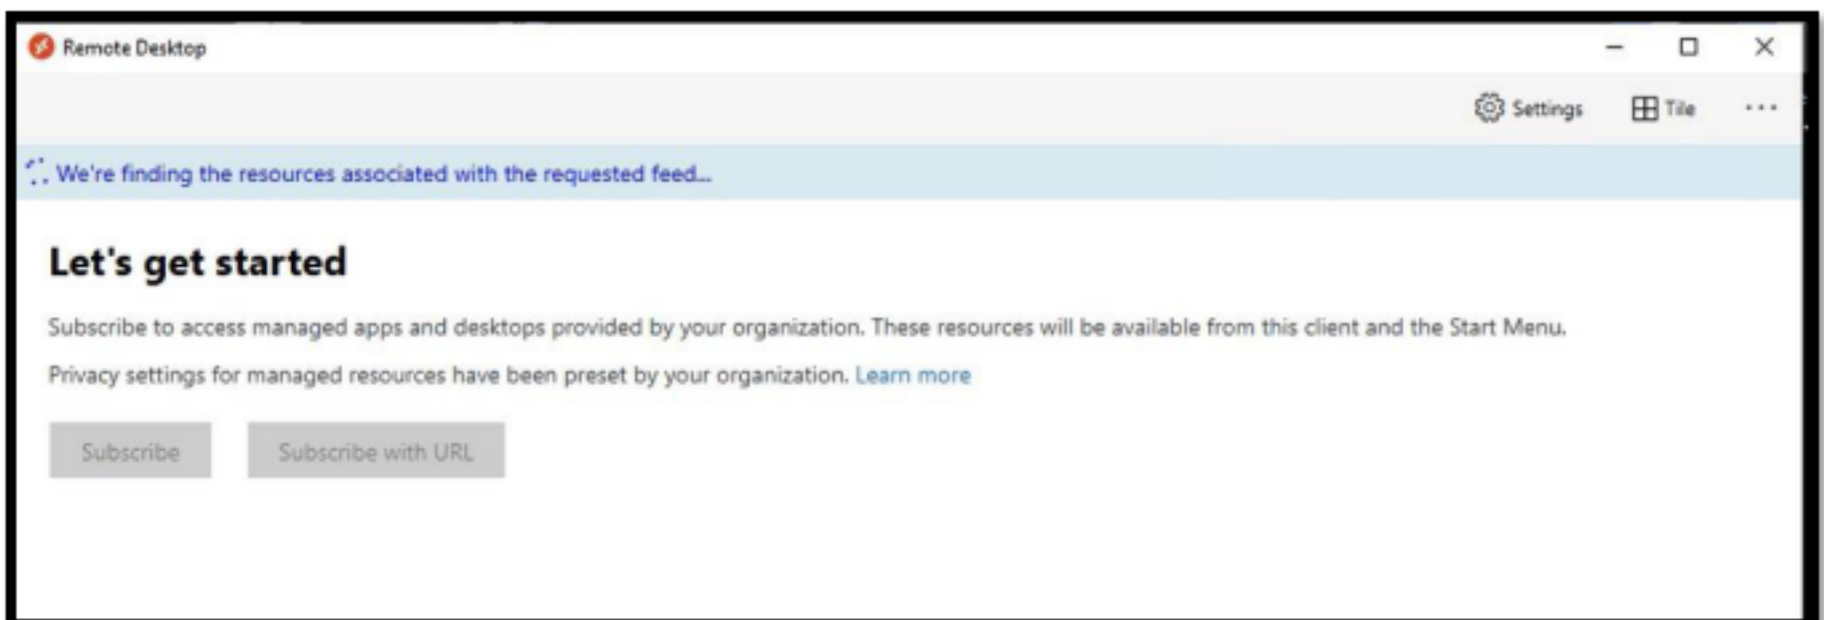 Remote Desktop
Settings
Tile
We're finding the resources associated with the requested feed...
Let's get started
Subscribe to access managed apps and desktops provided by your organization. These resources will be available from this client and the Start Menu.
Privacy settings for managed resources have been preset by your organization. Learn more
Subscribe
Subscribe with URL